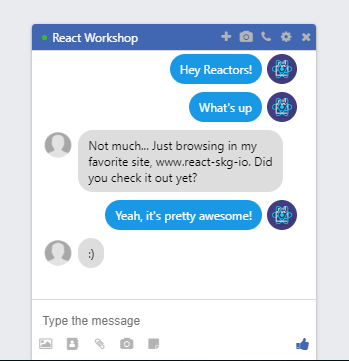 React Workshop
Hey Reactors!
What's up
Not much... Just browsing in my
favorite site, www.react-skg-io. Did
you check it out yet?
Yeah, it's pretty awesome!
:)
Type the message